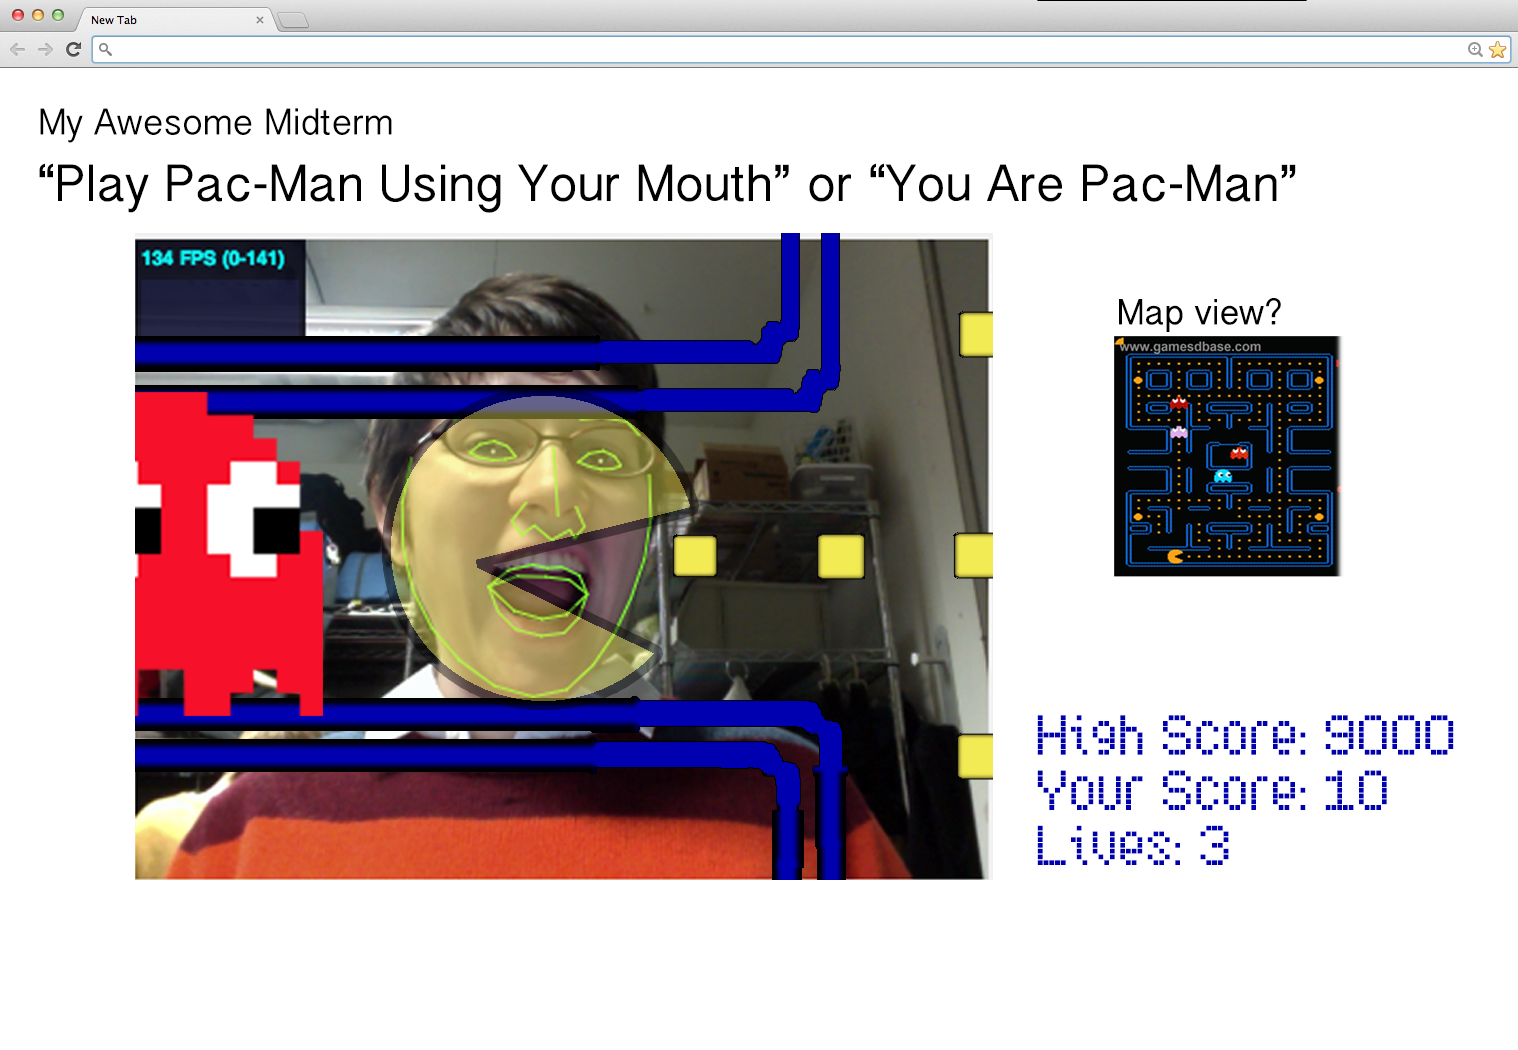 New Tab
My Awesome Midterm
“Play Pac-Man Using Your Mouth” or “You Are Pac-Man”
134 FPS (0-141)
Map view?
www.gamesdbase.com
High Score: 9000
Your Score: 10
Lives: 3